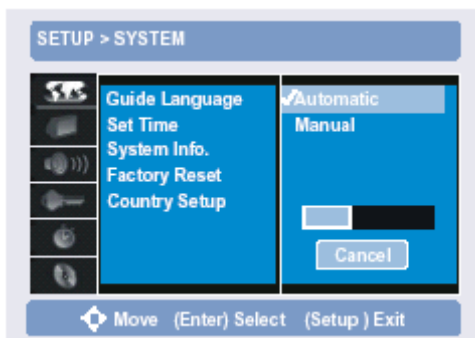 SETUP > SYSTEM
Guide Language
Set Time
System Info.
Factory Reset
Country Setup
Automatic
Manual
Cancel
Move (Enter) Select (Setup ) Exit